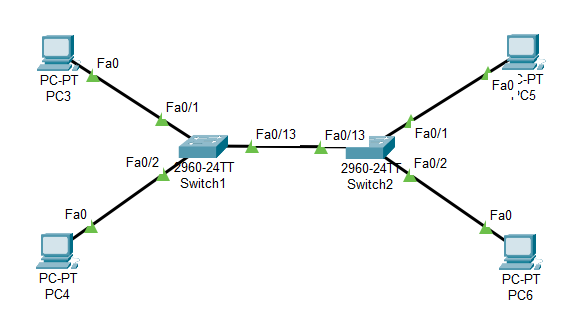 Fa0
PC-PT
PC3
Fa0/1
Fa0/2
2960-24TT
Switch1
Fa0
PC-PT
PC4
Fa0/13
Fa0/13
2960-24TT
Switch2
Fa0/1
Fa0
C-PT
PC5
Fa0/2
Fa0
PC-PT
PC6